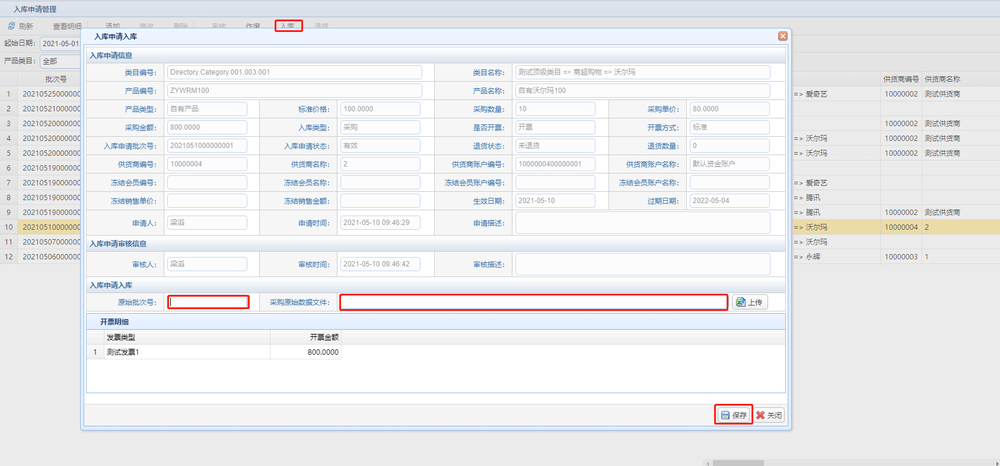 入库申请管理
刷新 查看明细 添加 修改 删除 审核 作废 入库 退货
起始日期： 2021-05-01
产品类目： 全部
批次号 供货商编号 供货商名称
1 20210525000000 => 爱奇艺 10000002 测试供货商
2 20210521000000
3 20210520000000 10000002 测试供货商
4 20210520000000 => 沃尔玛 10000002 测试供货商
5 20210520000000 => 沃尔玛 10000002 测试供货商
6 20210519000000
7 20210519000000 => 爱奇艺
8 20210519000000 => 腾讯
9 20210519000000 => 腾讯 10000002 测试供货商
10 20210510000000 => 沃尔玛 10000004 2
11 20210507000000 => 沃尔玛
12 20210506000000 => 永辉 10000003 1
入库申请入库
入库申请信息
类目编号： Directory.Category.001.003.001 类目名称： 测试顶级类目 => 商超购物 => 沃尔玛
产品编号： ZYWRM100 产品名称： 自有沃尔玛100
产品类型： 自有产品 标准价格： 100.0000 采购数量： 10 采购单价： 80.0000
采购金额： 800.0000 入库类型： 采购 是否开票： 开票 开票方式： 标准
入库申请批次号： 2021051000000001 入库申请状态： 有效 退货状态： 未退货 退货数量： 0
供货商编号： 10000004 供货商名称： 2 供货商账户编号： 1000000400000001 供货商账户名称： 默认资金账户
冻结会员编号： 冻结会员名称： 冻结会员账户编号： 冻结会员账户名称：
冻结销售单价： 冻结销售金额： 生效日期： 2021-05-10 过期日期： 2022-05-04
申请人： 梁滔 申请时间： 2021-05-10 09:46:29 申请描述：
入库申请审核信息
审核人： 梁滔 审核时间： 2021-05-10 09:46:42 审核描述：
入库申请入库
原始批次号： 采购原始数据文件： 上传
开票明细
发票类型 开票金额
1 测试发票1 800.0000
保存 关闭